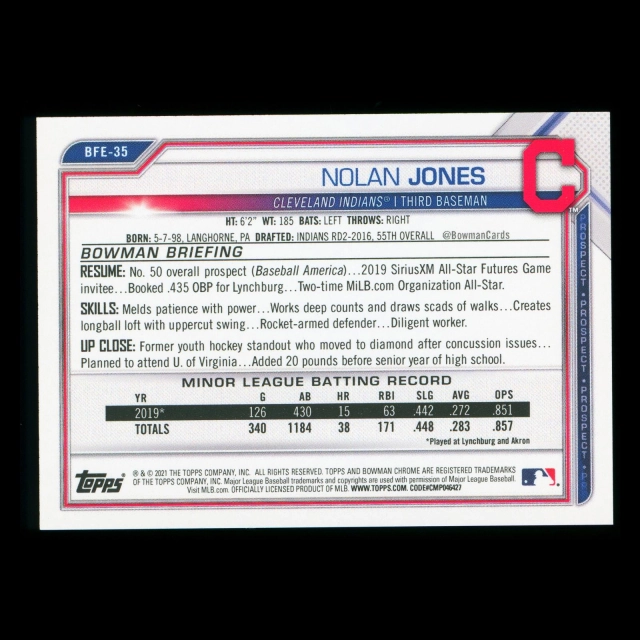 BFE-35
NOLAN JONES
C
TM
CLEVELAND INDIANS® | THIRD BASEMAN
HT: 6'2" WT: 185 BATS: LEFT THROWS: RIGHT
BORN: 5-7-98, LANGHORNE, PA DRAFTED: INDIANS RD2-2016, 55TH OVERALL @BowmanCards
BOWMAN BRIEFING
RESUME: No. 50 overall prospect (Baseball America)...2019 SiriusXM All-Star Futures Game
invitee...Booked .435 OBP for Lynchburg...Two-time MiLB.com Organization All-Star.
SKILLS: Melds patience with power...Works deep counts and draws scads of walks...Creates
longball loft with uppercut swing...Rocket-armed defender...Diligent worker.
UP CLOSE: Former youth hockey standout who moved to diamond after concussion issues...
Planned to attend U. of Virginia...Added 20 pounds before senior year of high school.
MINOR LEAGUE BATTING RECORD
YR G AB HR RBI SLG AVG OPS
2019* 126 430 15 63 .442 .272 .851
TOTALS 340 1184 38 171 .448 .283 .857
*Played at Lynchburg and Akron
PROSPECT • PROSPECT • PROSPECT • PR
TOPPS
® & © 2021 THE TOPPS COMPANY, INC. ALL RIGHTS RESERVED. TOPPS AND BOWMAN CHROME ARE REGISTERED TRADEMARKS
OF THE TOPPS COMPANY, INC. Major League Baseball trademarks and copyrights are used with permission of Major League Baseball.
Visit MLB.com. OFFICIALLY LICENSED PRODUCT OF MLB. WWW.TOPPS.COM. CODE#CMP046427